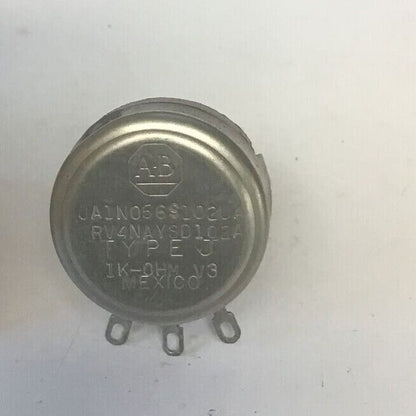 AB
JA1N056S102UA
RV4NAYSD102A
TYPE J
1K-OHM V3
MEXICO